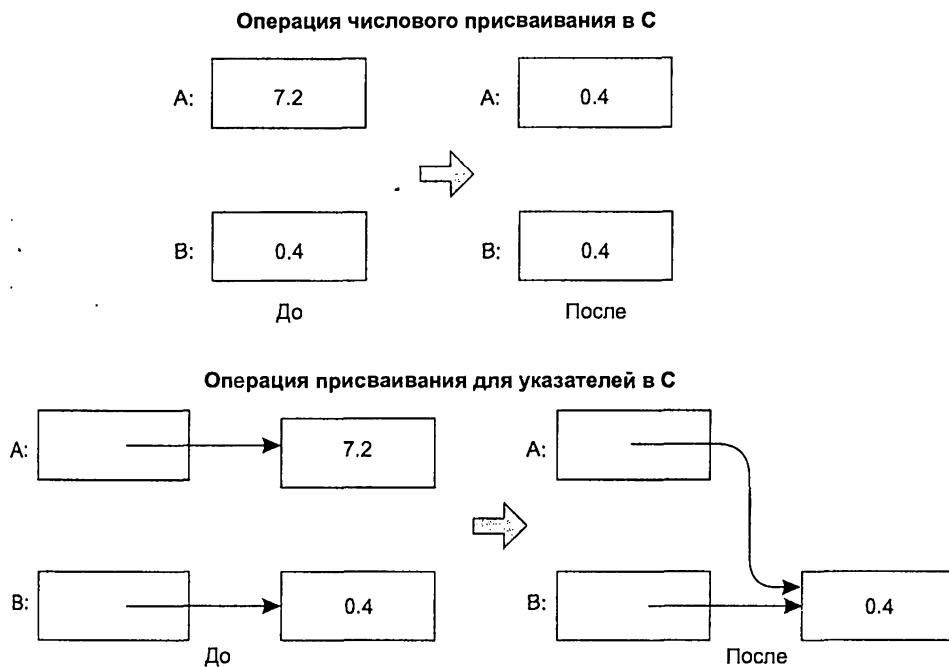 Операция числового присваивания в C
A: 7.2 A: 0.4
B: 0.4 B: 0.4
До После
Операция присваивания для указателей в C
A: 7.2 A:
B: 0.4 B: 0.4
До После